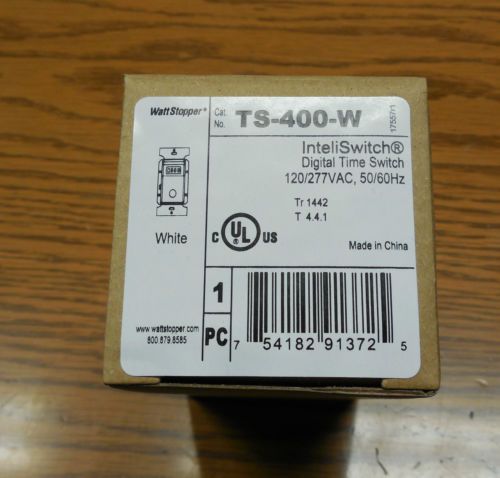 WattStopper®
Cat. No. TS-400-W
17557r1
InteliSwitch®
Digital Time Switch
120/277VAC, 50/60Hz
Tr 1442
T 4.4.1
White
C UL ® US
Made in China
1
PC
www.wattstopper.com
800.879.8585
7 54182 91372 5